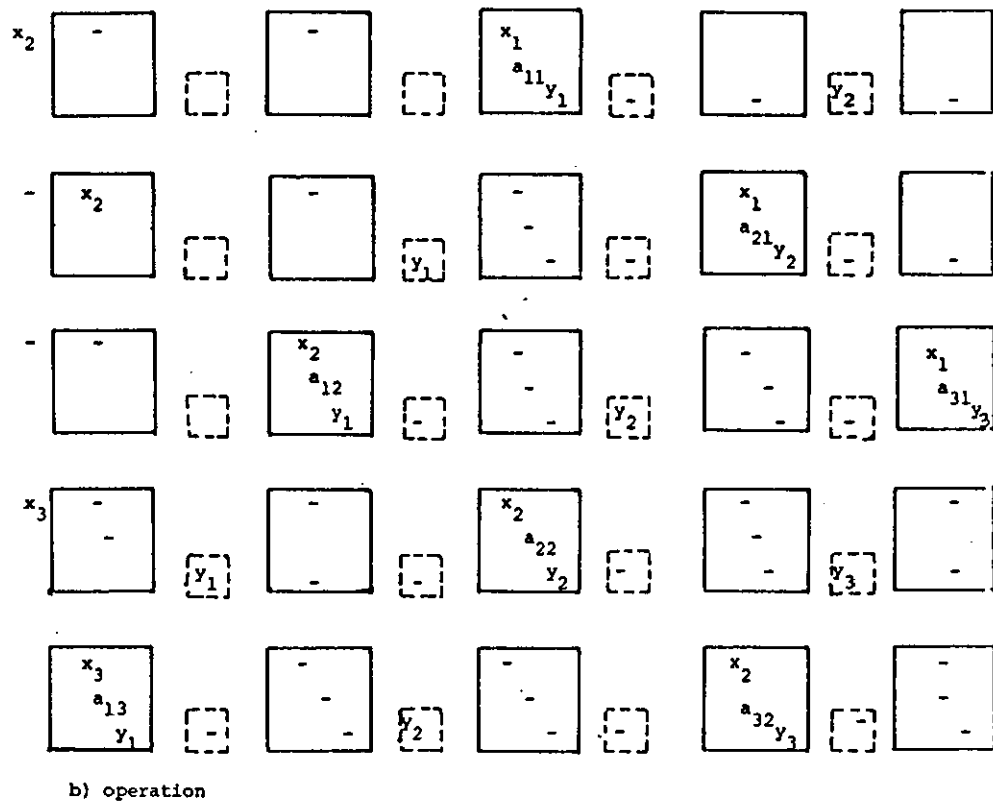 x₂ - - x₁ a₁₁ y₁ - - y₂ -
- x₂ - y₁ - - - - x₁ a₂₁ y₂ - -
- - x₂ a₁₂ y₁ - - - - y₂ - - - - x₁ a₃₁ y₃
x₃ - - y₁ - - - x₂ a₂₂ y₂ - - - - y₃ - - -
x₃ a₁₃ y₁ - - - - y₂ - - - - x₂ a₃₂ y₃ - - - -
b) operation